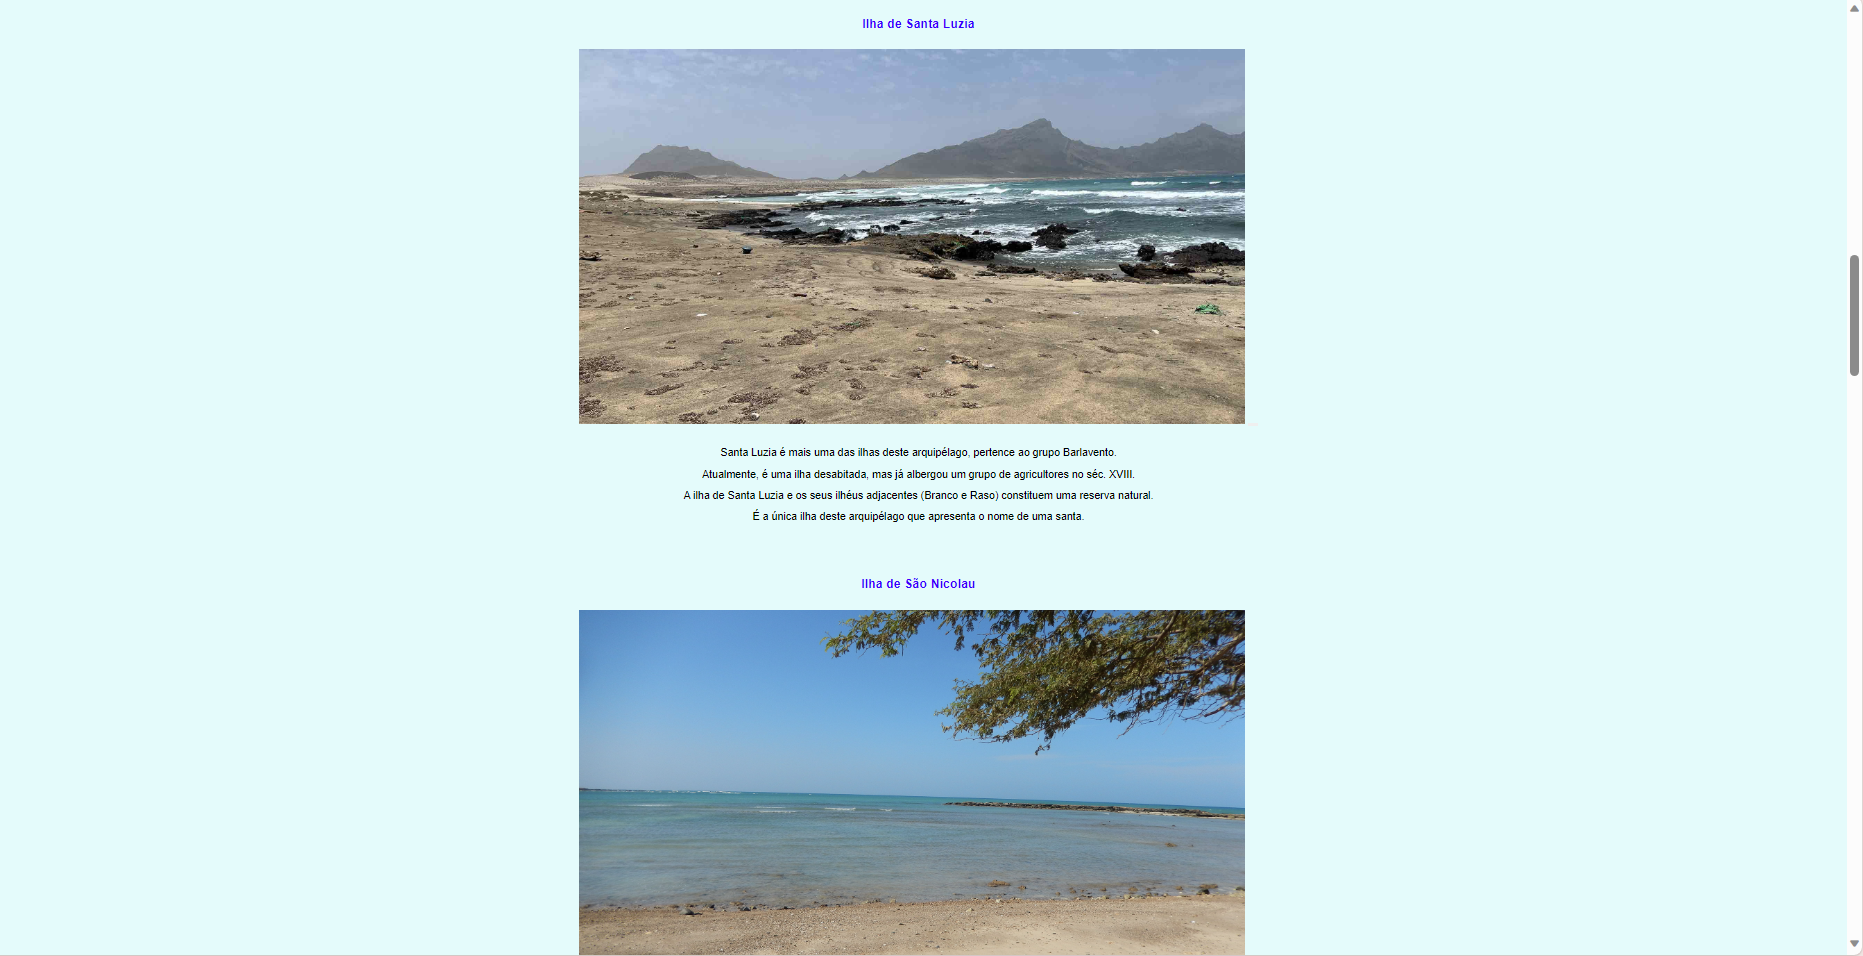 Ilha de Santa Luzia
Santa Luzia é mais uma das ilhas deste arquipélago, pertence ao grupo Barlavento.
Atualmente, é uma ilha desabitada, mas já albergou um grupo de agricultores no séc. XVIII.
A ilha de Santa Luzia e os seus ilhéus adjacentes (Branco e Raso) constituem uma reserva natural.
É a única ilha deste arquipélago que apresenta o nome de uma santa.
Ilha de São Nicolau